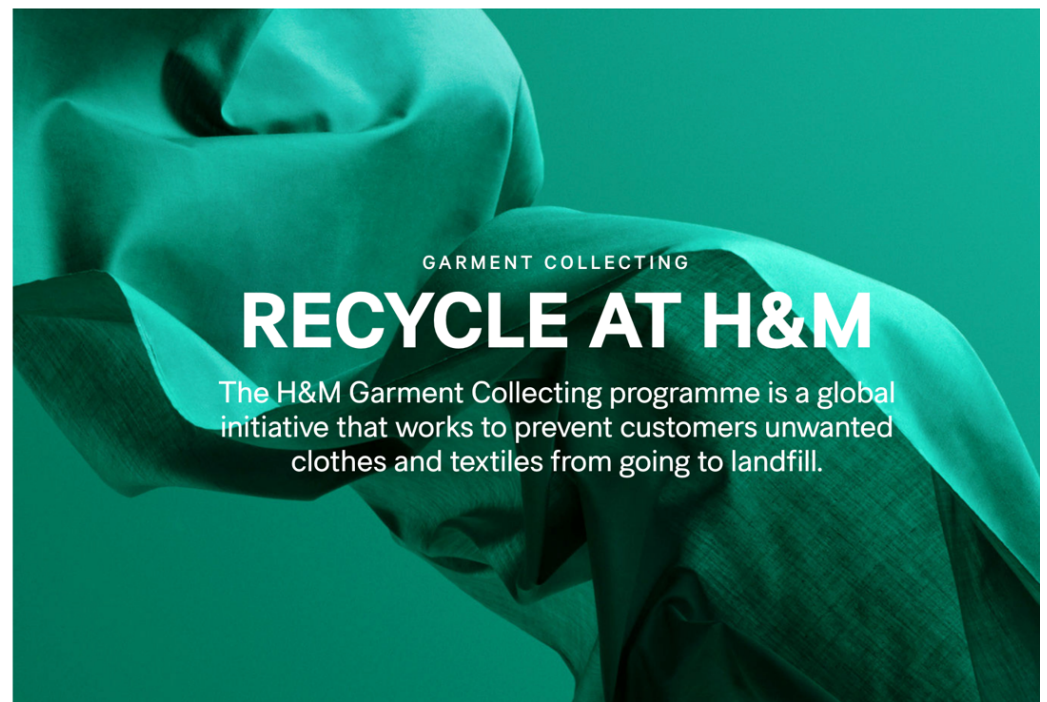 GARMENT COLLECTING
RECYCLE AT H&M
The H&M Garment Collecting programme is a global
initiative that works to prevent customers unwanted
clothes and textiles from going to landfill.